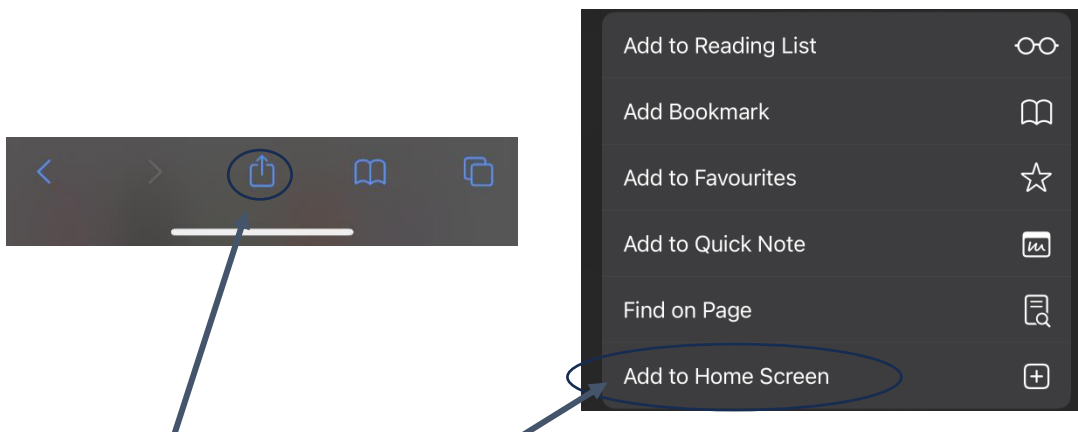 Add to Reading List
Add Bookmark
Add to Favourites
Add to Quick Note
Find on Page
Add to Home Screen